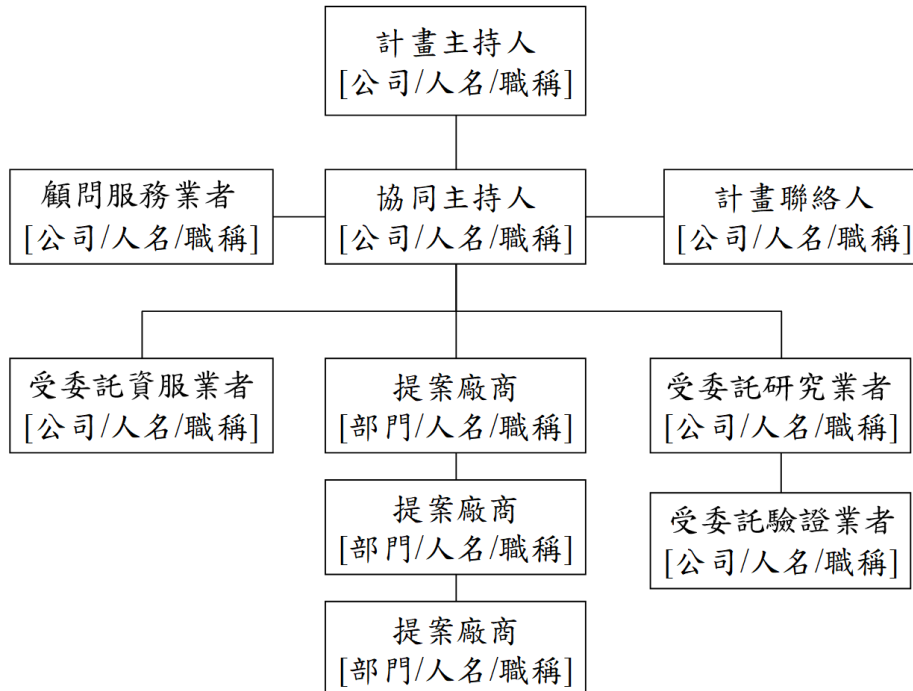 計畫主持人
[公司/人名/職稱]
顧問服務業者
[公司/人名/職稱]
協同主持人
[公司/人名/職稱]
計畫聯絡人
[公司/人名/職稱]
受委託資服業者
[公司/人名/職稱]
提案廠商
[部門/人名/職稱]
受委託研究業者
[公司/人名/職稱]
提案廠商
[部門/人名/職稱]
受委託驗證業者
[公司/人名/職稱]
提案廠商
[部門/人名/職稱]